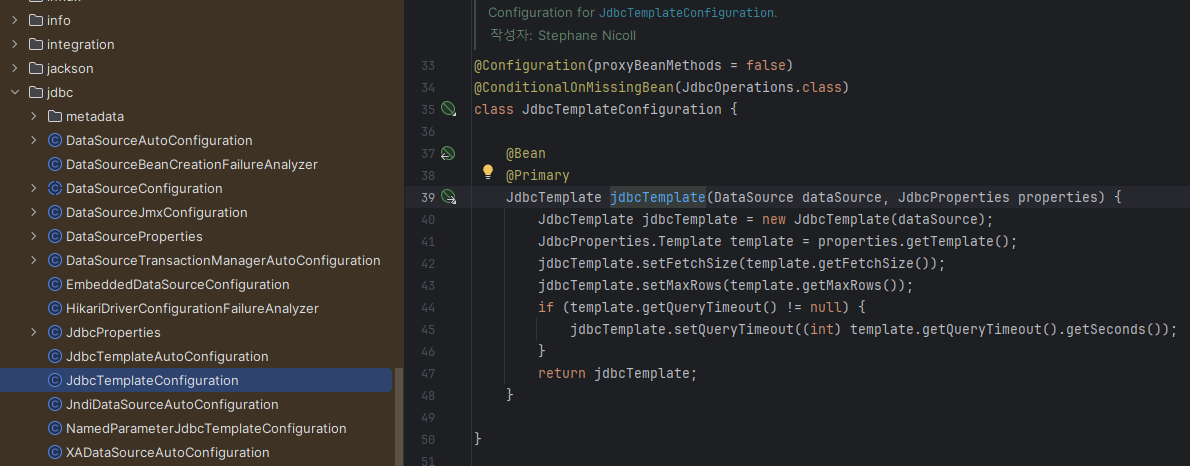 info
integration
jackson
jdbc
metadata
DataSourceAutoConfiguration
DataSourceBeanCreationFailureAnalyzer
DataSourceConfiguration
DataSourceJmxConfiguration
DataSourceProperties
DataSourceTransactionManagerAutoConfiguration
EmbeddedDataSourceConfiguration
HikariDriverConfigurationFailureAnalyzer
JdbcProperties
JdbcTemplateAutoConfiguration
JdbcTemplateConfiguration
JndiDataSourceAutoConfiguration
NamedParameterJdbcTemplateConfiguration
XADataSourceAutoConfiguration
Configuration for JdbcTemplateConfiguration.
작성자: Stephane Nicoll
33 @Configuration(proxyBeanMethods = false)
34 @ConditionalOnMissingBean(JdbcOperations.class)
35 class JdbcTemplateConfiguration {
36
37 @Bean
38 @Primary
39 JdbcTemplate jdbcTemplate(DataSource dataSource, JdbcProperties properties) {
40 JdbcTemplate jdbcTemplate = new JdbcTemplate(dataSource);
41 JdbcProperties.Template template = properties.getTemplate();
42 jdbcTemplate.setFetchSize(template.getFetchSize());
43 jdbcTemplate.setMaxRows(template.getMaxRows());
44 if (template.getQueryTimeout() != null) {
45 jdbcTemplate.setQueryTimeout((int) template.getQueryTimeout().getSeconds());
46 }
47 return jdbcTemplate;
48 }
49
50 }
51